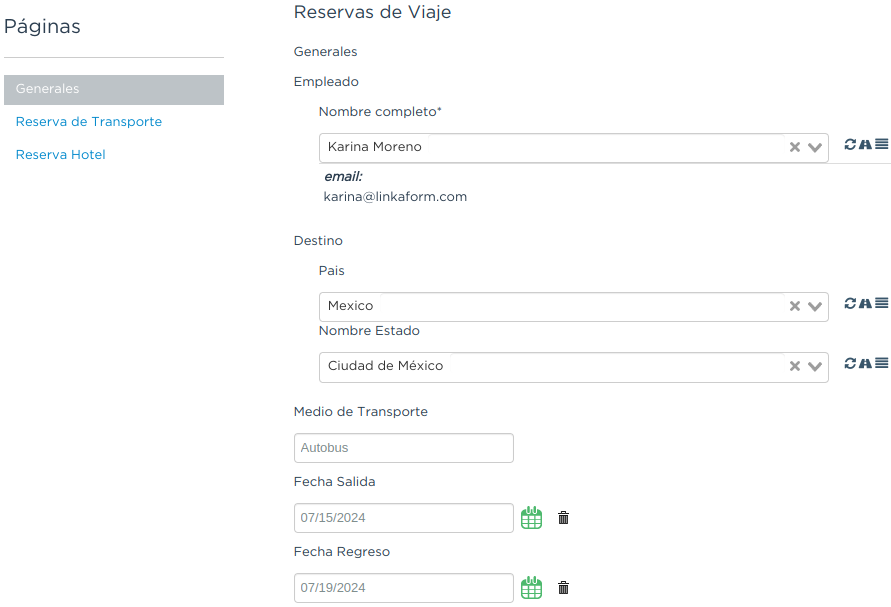 Páginas
Generales
Reserva de Transporte
Reserva Hotel
Reservas de Viaje
Generales
Empleado
Nombre completo*
Karina Moreno
email:
karina@linkaform.com
Destino
Pais
Mexico
Nombre Estado
Ciudad de México
Medio de Transporte
Autobus
Fecha Salida
07/15/2024
Fecha Regreso
07/19/2024